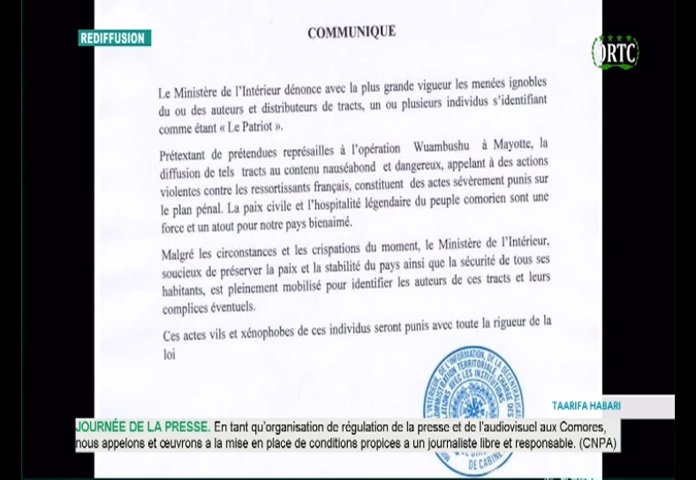 REDIFFUSION
ORTC
COMMUNIQUE
Le Ministère de l'Intérieur dénonce avec la plus grande vigueur les menées ignobles
du ou des auteurs et distributeurs de tracts, un ou plusieurs individus s'identifiant
comme étant « Le Patriot ».
Prétextant de prétendues représailles à l'opération Wuambushu à Mayotte, la
diffusion de tels tracts au contenu nauséabond et dangereux, appelant à des actions
violentes contre les ressortissants français, constituent des actes sévèrement punis sur
le plan pénal. La paix civile et l'hospitalité légendaire du peuple comorien sont une
force et un atout pour notre pays bienaimé.
Malgré les circonstances et les crispations du moment, le Ministère de l'Intérieur,
soucieux de préserver la paix et la stabilité du pays ainsi que la sécurité de tous ses
habitants, est pleinement mobilisé pour identifier les auteurs de ces tracts et leurs
complices éventuels.
Ces actes vils et xénophobes de ces individus seront punis avec toute la rigueur de la
loi
DE CABINE
TAARIFA HABARI
JOURNÉE DE LA PRESSE. En tant qu'organisation de régulation de la presse et de l'audiovisuel aux Comores,
nous appelons et œuvrons a la mise en place de conditions propices a un journaliste libre et responsable. (CNPA)